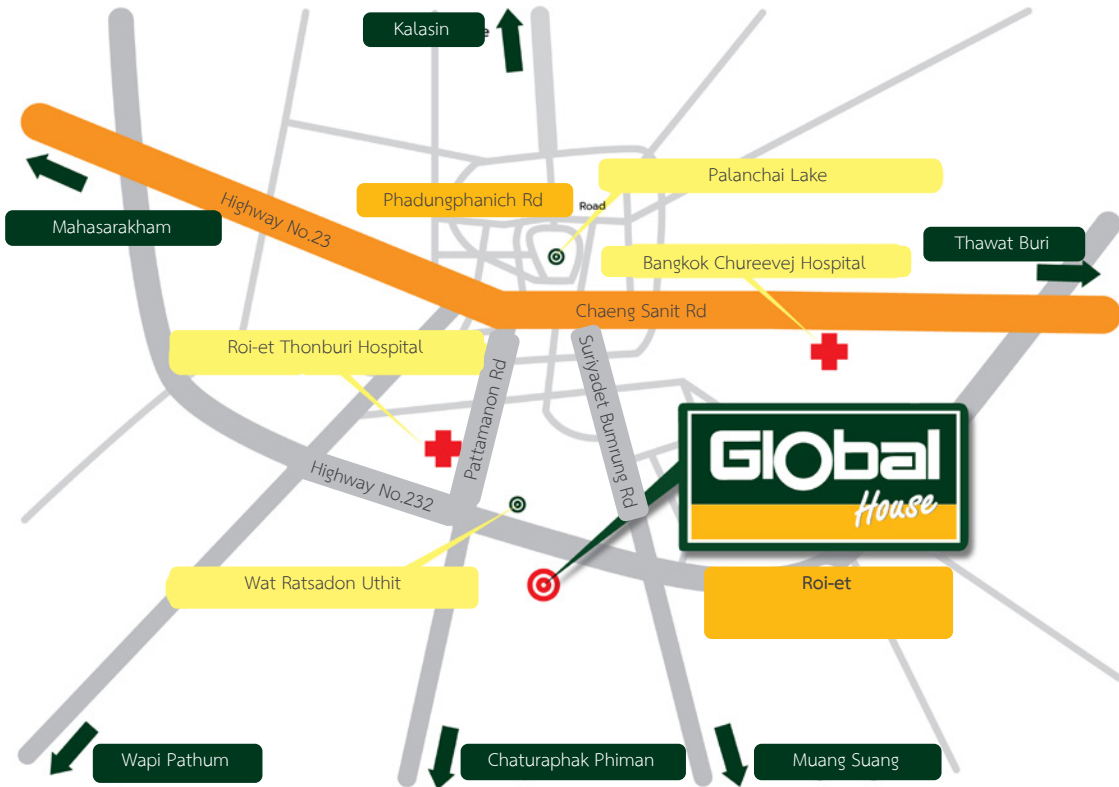 Kalasin
e
Palanchai Lake
Phadungphanich Rd
Road
Mahasarakham
Highway No.23
Thawat Buri
Bangkok Chureevej Hospital
Chaeng Sanit Rd
Roi-et Thonburi Hospital
Pattamanon Rd
Suriyadet Bumrung Rd
Highway No.232
Global
House
Wat Ratsadon Uthit
Roi-et
Wapi Pathum
Chaturaphak Phiman
Muang Suang